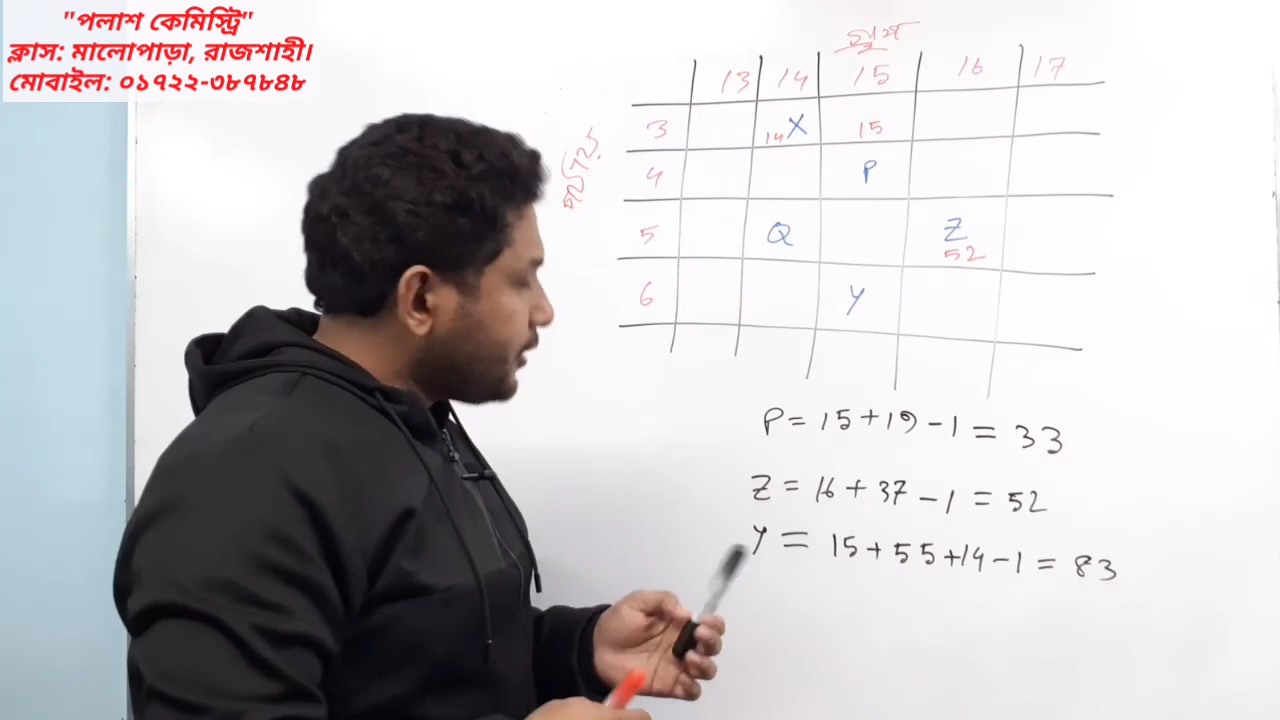 "পলাশ কেমিস্ট্রি"
ক্লাস: মালোপাড়া, রাজশাহী।
মোবাইল: ০১৭২২-৩৮৭৮৪৮
গ্রুপ
13 14 15 16 17
পর্যায়
3 14 X 15
4 P
5 Q Z
52
6 Y
P = 15 + 19 - 1 = 33
Z = 16 + 37 - 1 = 52
Y = 15 + 55 + 14 - 1 = 83